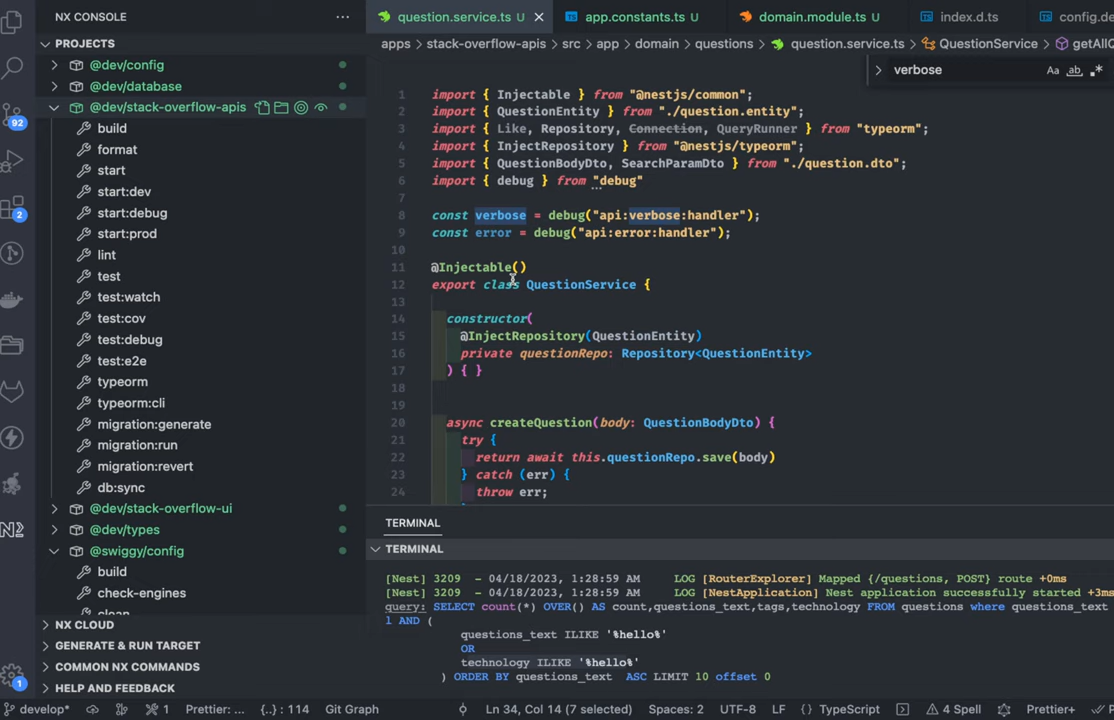 NX CONSOLE
PROJECTS
@dev/config
@dev/database
@dev/stack-overflow-apis
build
format
start
start:dev
start:debug
start:prod
lint
test
test:watch
test:cov
test:debug
test:e2e
typeorm
typeorm:cli
migration:generate
migration:run
migration:revert
db:sync
@dev/stack-overflow-ui
@dev/types
@swiggy/config
build
check-engines
clean
NX CLOUD
GENERATE & RUN TARGET
COMMON NX COMMANDS
HELP AND FEEDBACK
92
2
1
question.service.ts U
app.constants.ts U
domain.module.ts U
index.d.ts
config.de
apps > stack-overflow-apis > src > app > domain > questions > question.service.ts > QuestionService > getAllQ
verbose
Aa ab
1 import { Injectable } from "@nestjs/common";
2 import { QuestionEntity } from "./question.entity";
3 import { Like, Repository, Connection, QueryRunner } from "typeorm";
4 import { InjectRepository } from "@nestjs/typeorm";
5 import { QuestionBodyDto, SearchParamDto } from "./question.dto";
6 import { debug } from "debug"
7
8 const verbose = debug("api:verbose:handler");
9 const error = debug("api:error:handler");
10
11 @Injectable()
12 export class QuestionService {
13
14 constructor(
15 @InjectRepository(QuestionEntity)
16 private questionRepo: Repository<QuestionEntity>
17 ) { }
18
19
20 async createQuestion(body: QuestionBodyDto) {
21 try {
22 return await this.questionRepo.save(body)
23 } catch (err) {
24 throw err;
TERMINAL
TERMINAL
[Nest] 3209 - 04/18/2023, 1:28:59 AM LOG [RouterExplorer] Mapped {/questions, POST} route +0ms
[Nest] 3209 - 04/18/2023, 1:28:59 AM LOG [NestApplication] Nest application successfully started +3ms
query: SELECT count(*) OVER() AS count,questions_text,tags,technology FROM questions where questions_text
l AND (
questions_text ILIKE '%hello%'
OR
technology ILIKE '%hello%'
) ORDER BY questions_text ASC LIMIT 10 offset 0
develop* 1 Prettier: ... {..} : 114 Git Graph Ln 34, Col 14 (7 selected) Spaces: 2 UTF-8 LF {} TypeScript 4 Spell Prettier+